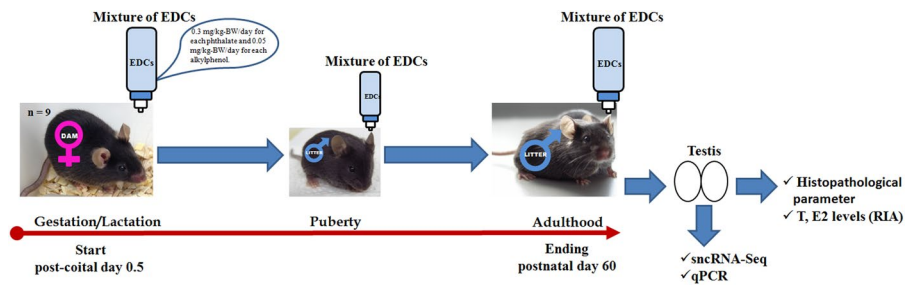 Mixture of EDCs
0.3 mg/kg-BW/day for
each phthalate and 0.05
mg/kg-BW/day for each
alkylphenol.
EDCs
n = 9
DAM
Mixture of EDCs
EDCs
LITTER
Mixture of EDCs
EDCs
LITTER
Testis
Histopathological
parameter
T, E2 levels (RIA)
sncRNA-Seq
qPCR
Gestation/Lactation
Puberty
Adulthood
Start
post-coital day 0.5
Ending
postnatal day 60